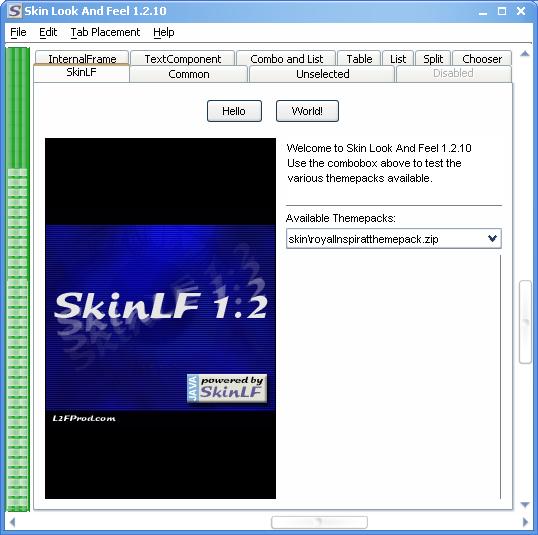 Skin Look And Feel 1.2.10
File Edit Tab Placement Help
InternalFrame TextComponent Combo and List Table List Split Chooser
SkinLF Common Unselected Disabled
Hello World!
Welcome to Skin Look And Feel 1.2.10
Use the combobox above to test the
various themepacks available.
Available Themepacks:
skin\royalInspiratthemepack.zip
SkinLF 1.2
JAVA powered by
SkinLF
L2FProd.com